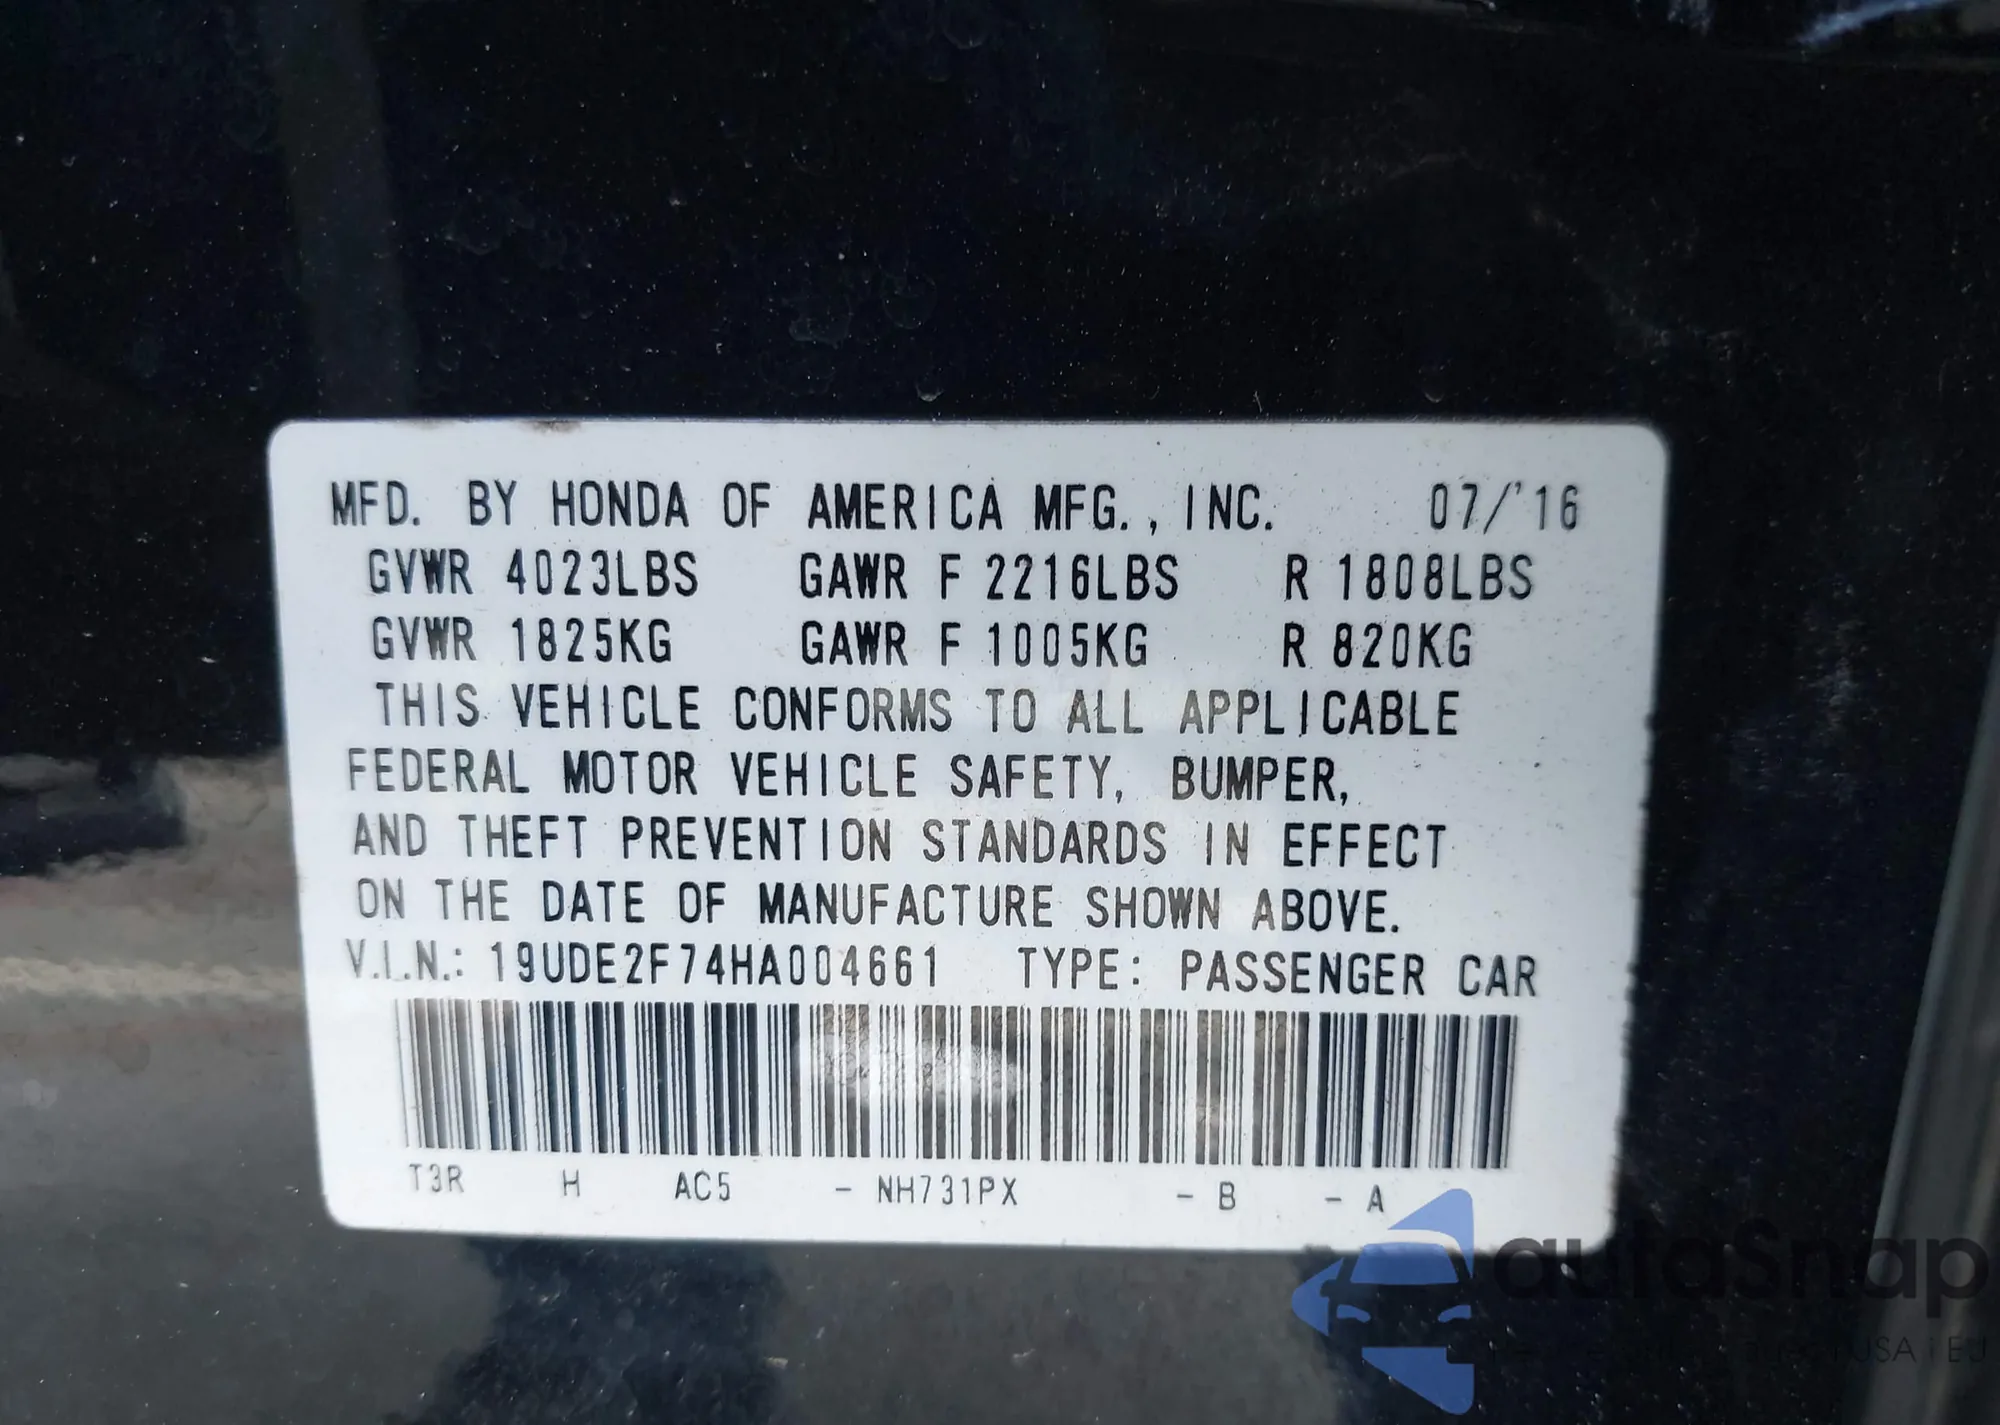 MFD. BY HONDA OF AMERICA MFG., INC. 07/'16
GVWR 4023LBS GAWR F 2216LBS R 1808LBS
GVWR 1825KG GAWR F 1005KG R 820KG
THIS VEHICLE CONFORMS TO ALL APPLICABLE
FEDERAL MOTOR VEHICLE SAFETY, BUMPER,
AND THEFT PREVENTION STANDARDS IN EFFECT
ON THE DATE OF MANUFACTURE SHOWN ABOVE.
V.I.N.: 19UDE2F74HA004661 TYPE: PASSENGER CAR
T3R H AC5 - NH731PX - B - A
autoSnap
USA i EU